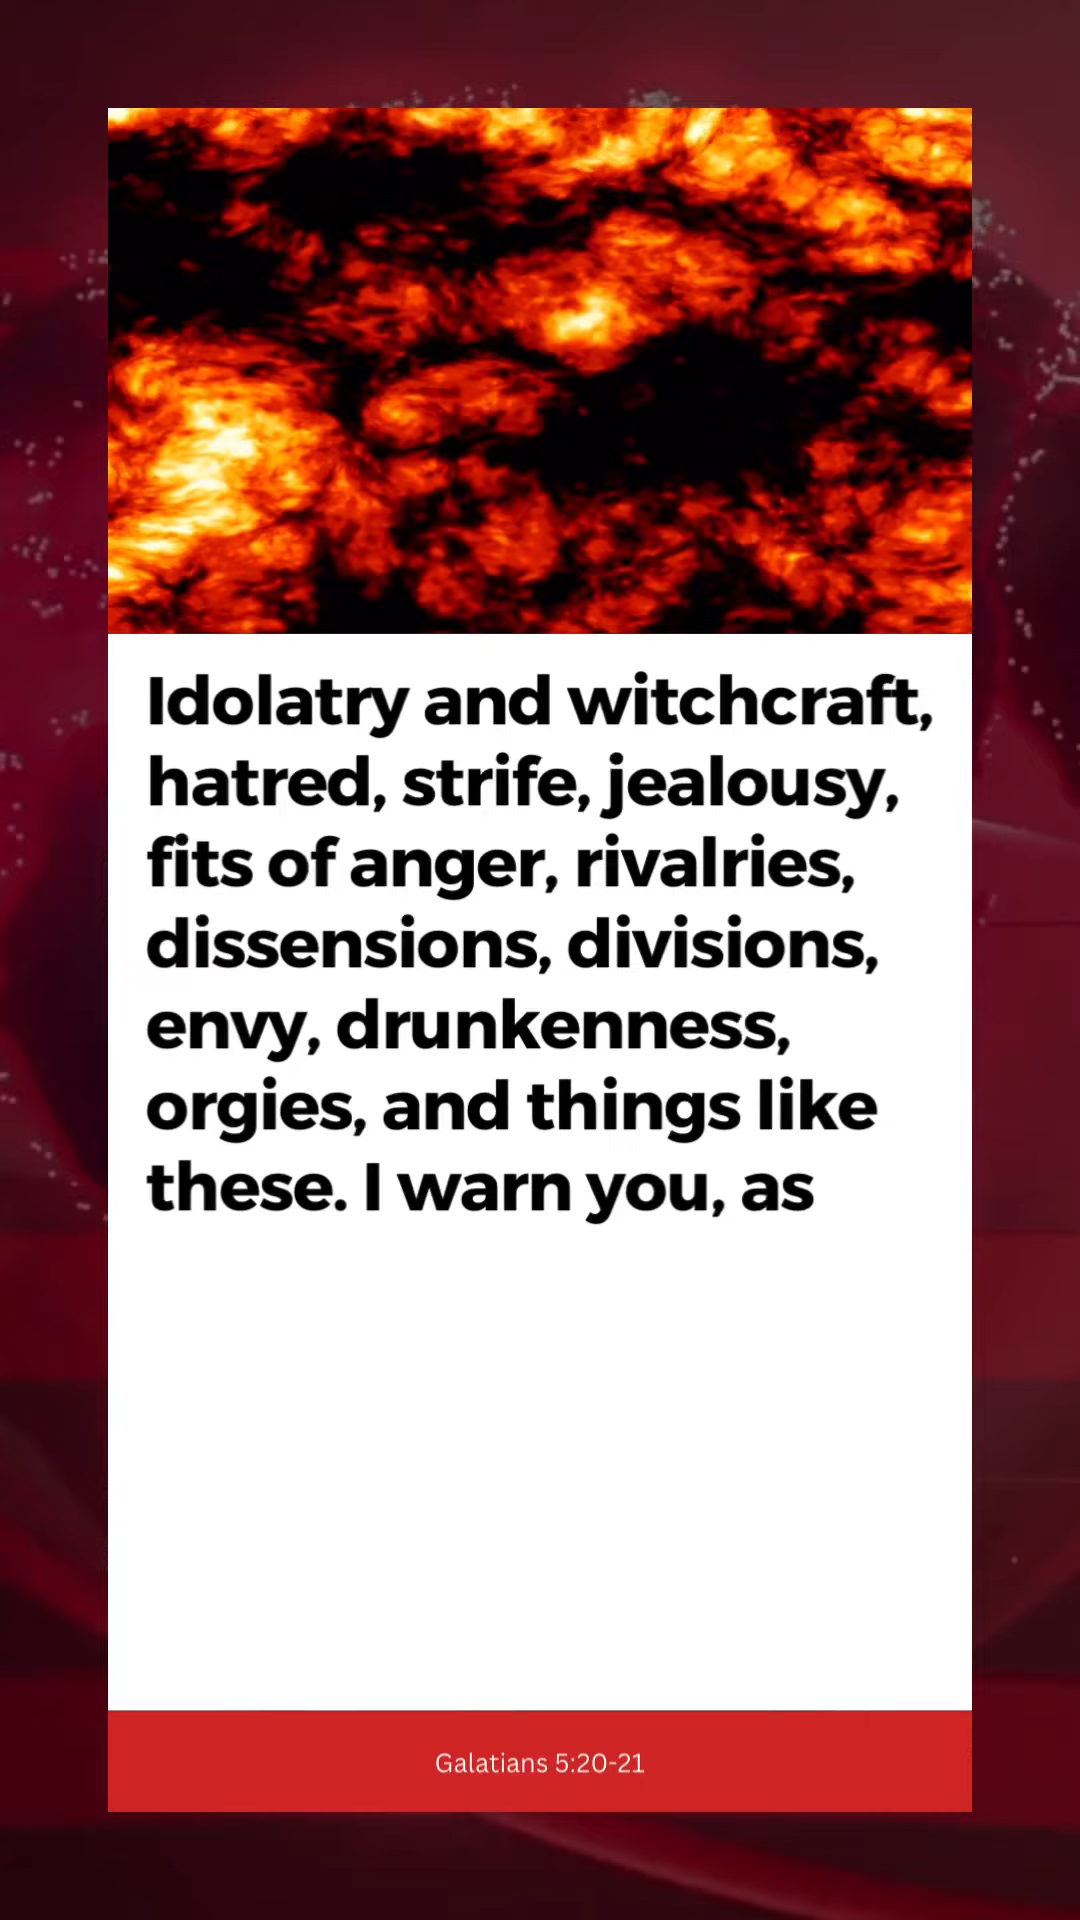 Idolatry and witchcraft,
hatred, strife, jealousy,
fits of anger, rivalries,
dissensions, divisions,
envy, drunkenness,
orgies, and things like
these. I warn you, as
Galatians 5:20-21